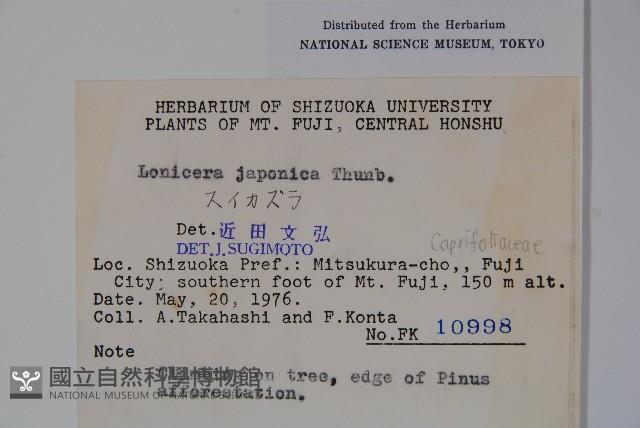 Distributed from the Herbarium
NATIONAL SCIENCE MUSEUM, TOKYO
HERBARIUM OF SHIZUOKA UNIVERSITY
PLANTS OF MT. FUJI, CENTRAL HONSHU
Lonicera japonica Thunb.
スイカズラ
Det. 近田文弘
DET.J.SUGIMOTO
Caprifoliaceae
Loc. Shizuoka Pref.: Mitsukura-cho,, Fuji
City; southern foot of Mt. Fuji, 150 m alt.
Date. May, 20, 1976.
Coll. A.Takahashi and F.Konta
No.FK 10998
Note
on tree, edge of Pinus
afforestation.
國立自然科學博物館
NATIONAL MUSEUM OF NATURAL SCIENCE